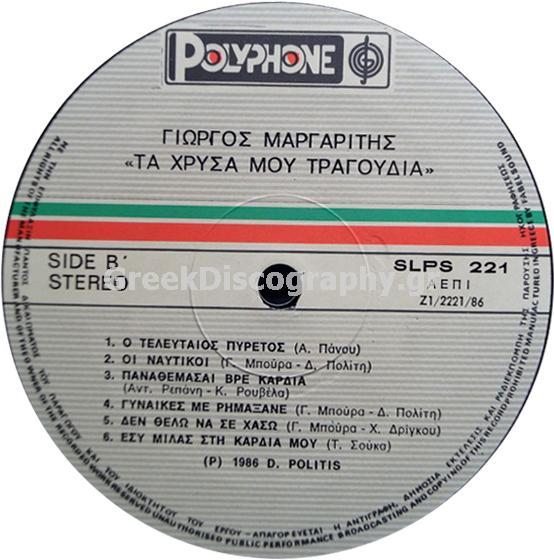 POLYPHONE
ΓΙΩΡΓΟΣ ΜΑΡΓΑΡΙΤΗΣ
«ΤΑ ΧΡΥΣΑ ΜΟΥ ΤΡΑΓΟΥΔΙΑ»
SIDE B΄
STEREO
SLPS 221
ΑΕΠΙ
Z1/2221/86
GreekDiscography.gr
1. Ο ΤΕΛΕΥΤΑΙΟΣ ΠΥΡΕΤΟΣ (Α. Πάνου)
2. ΟΙ ΝΑΥΤΙΚΟΙ (Γ. Μπούρα - Δ. Πολίτη)
3. ΠΑΝΑΘΕΜΑΣΑΙ ΒΡΕ ΚΑΡΔΙΑ
(Αντ. Ρεπάνη - Κ. Ρουβέλα)
4. ΓΥΝΑΙΚΕΣ ΜΕ ΡΗΜΑΞΑΝΕ (Γ. Μπούρα - Δ. Πολίτη)
5. ΔΕΝ ΘΕΛΩ ΝΑ ΣΕ ΧΑΣΩ (Γ. Μπούρα - Χ. Δρίγκου)
6. ΕΣΥ ΜΙΛΑΣ ΣΤΗ ΚΑΡΔΙΑ ΜΟΥ (Τ. Σούκα)
(P) 1986 D. POLITIS